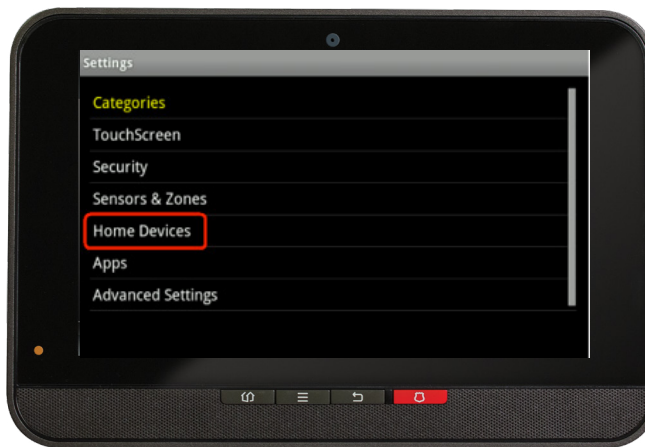 Settings
Categories
TouchScreen
Security
Sensors & Zones
Home Devices
Apps
Advanced Settings